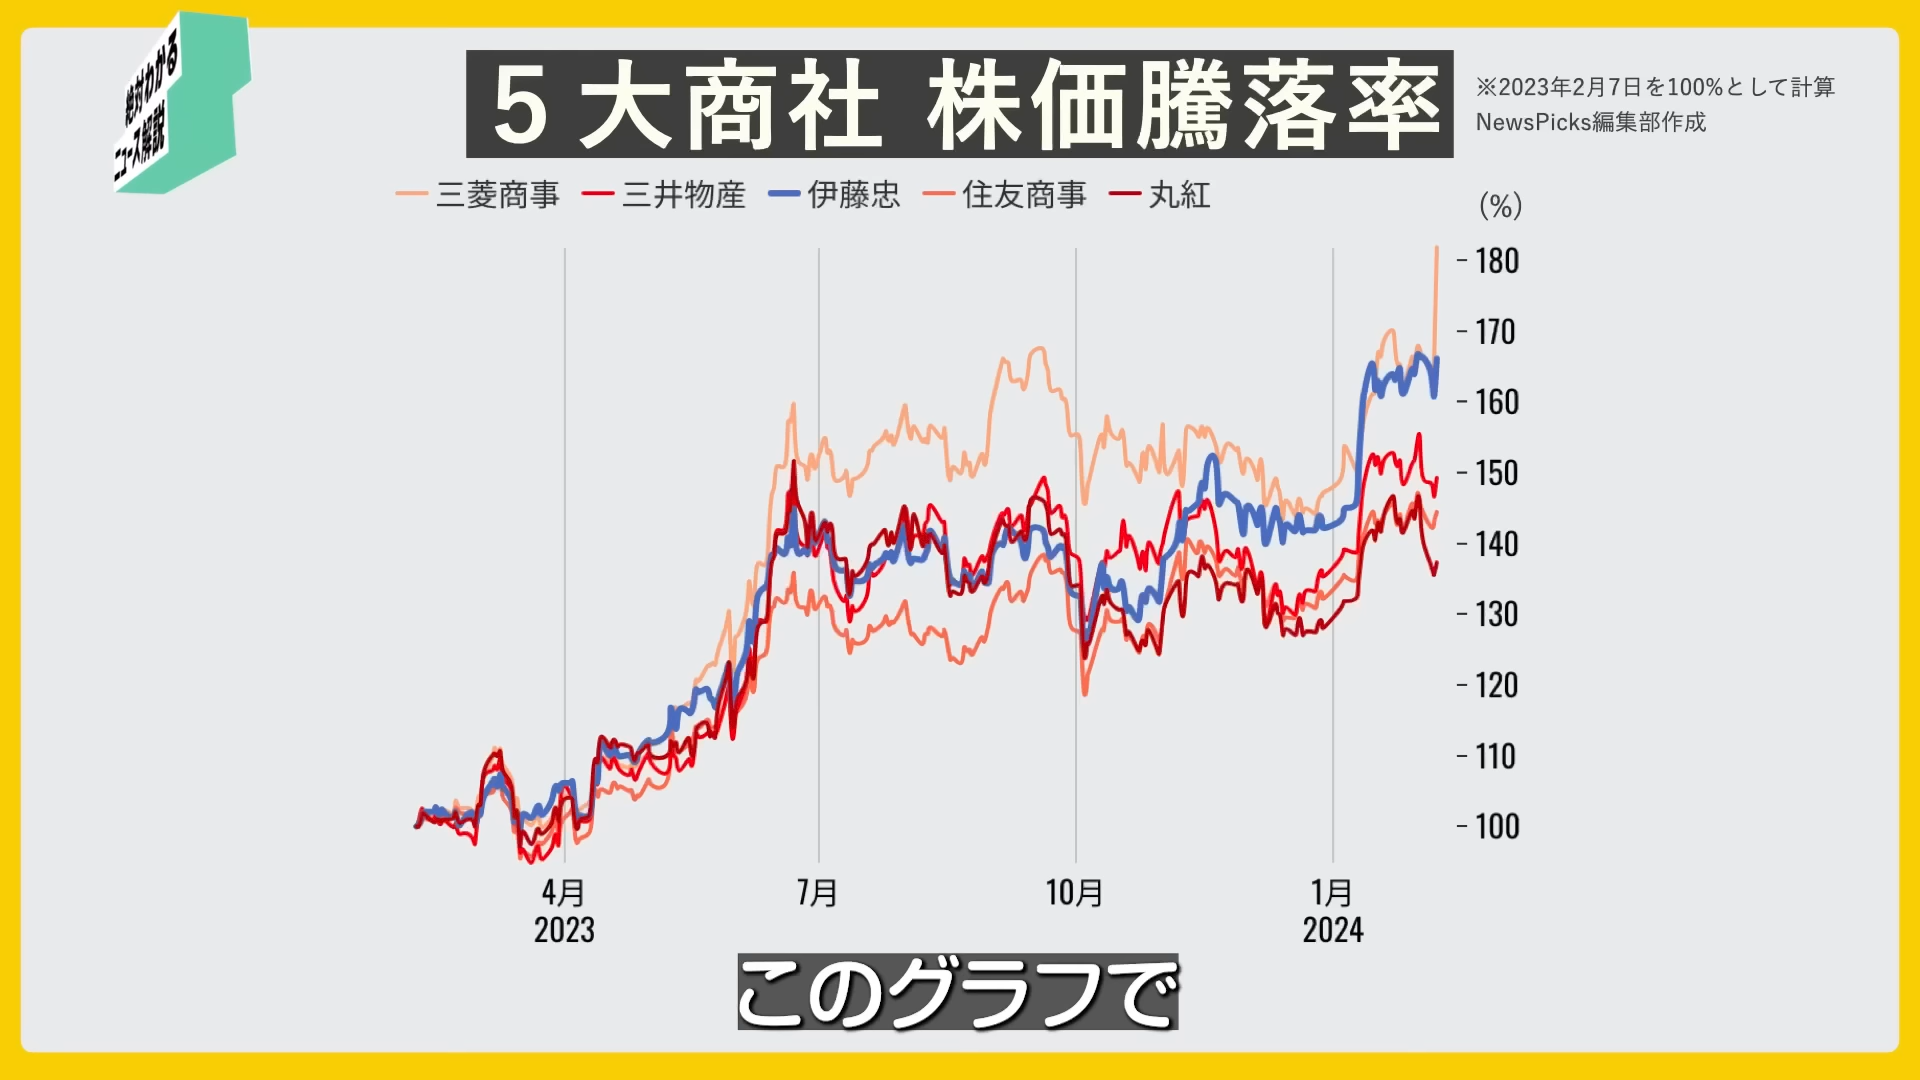 絶対わかる
ニュース解説
5大商社 株価騰落率
※2023年2月7日を100%として計算
NewsPicks編集部作成
三菱商事 三井物産 伊藤忠 住友商事 丸紅
(%)
180
170
160
150
140
130
120
110
100
4月 7月 10月 1月
2023 2024
このグラフで